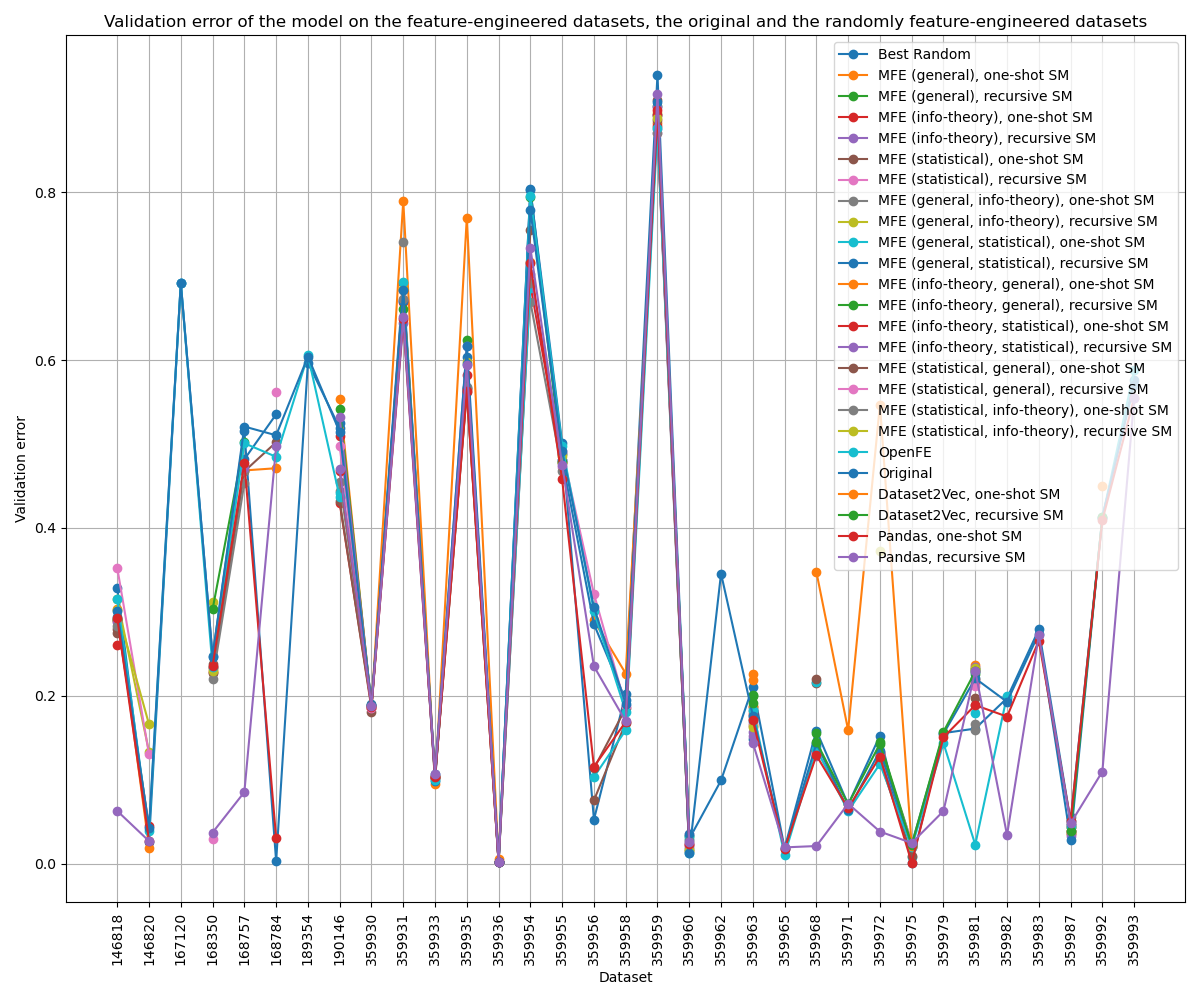 Validation error of the model on the feature-engineered datasets, the original and the randomly feature-engineered datasets
Validation error
0.8
0.6
0.4
0.2
0.0
Best Random
MFE (general), one-shot SM
MFE (general), recursive SM
MFE (info-theory), one-shot SM
MFE (info-theory), recursive SM
MFE (statistical), one-shot SM
MFE (statistical), recursive SM
MFE (general, info-theory), one-shot SM
MFE (general, info-theory), recursive SM
MFE (general, statistical), one-shot SM
MFE (general, statistical), recursive SM
MFE (info-theory, general), one-shot SM
MFE (info-theory, general), recursive SM
MFE (info-theory, statistical), one-shot SM
MFE (info-theory, statistical), recursive SM
MFE (statistical, general), one-shot SM
MFE (statistical, general), recursive SM
MFE (statistical, info-theory), one-shot SM
MFE (statistical, info-theory), recursive SM
OpenFE
Original
Dataset2Vec, one-shot SM
Dataset2Vec, recursive SM
Pandas, one-shot SM
Pandas, recursive SM
146818
146820
167120
168350
168757
168784
189354
190146
359930
359931
359933
359935
359936
359954
359955
359956
359958
359959
359960
359962
359963
359965
359968
359971
359972
359975
359979
359981
359982
359983
359987
359992
359993
Dataset